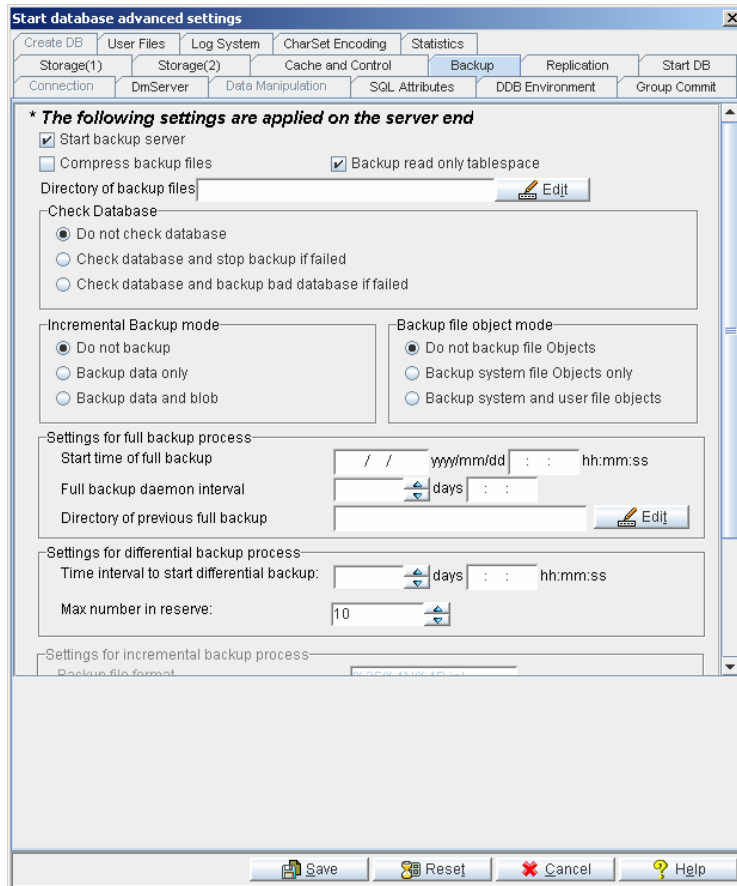 Start database advanced settings
Create DB User Files Log System CharSet Encoding Statistics
Storage(1) Storage(2) Cache and Control Backup Replication Start DB
Connection DmServer Data Manipulation SQL Attributes DDB Environment Group Commit
* The following settings are applied on the server end
Start backup server
Compress backup files Backup read only tablespace
Directory of backup files Edit
Check Database
Do not check database
Check database and stop backup if failed
Check database and backup bad database if failed
Incremental Backup mode Backup file object mode
Do not backup Do not backup file Objects
Backup data only Backup system file Objects only
Backup data and blob Backup system and user file objects
Settings for full backup process
Start time of full backup / / yyyy/mm/dd : : hh:mm:ss
Full backup daemon interval days : :
Directory of previous full backup Edit
Settings for differential backup process
Time interval to start differential backup: days : : hh:mm:ss
Max number in reserve: 10
Settings for incremental backup process
Backup file format
Save Reset Cancel Help